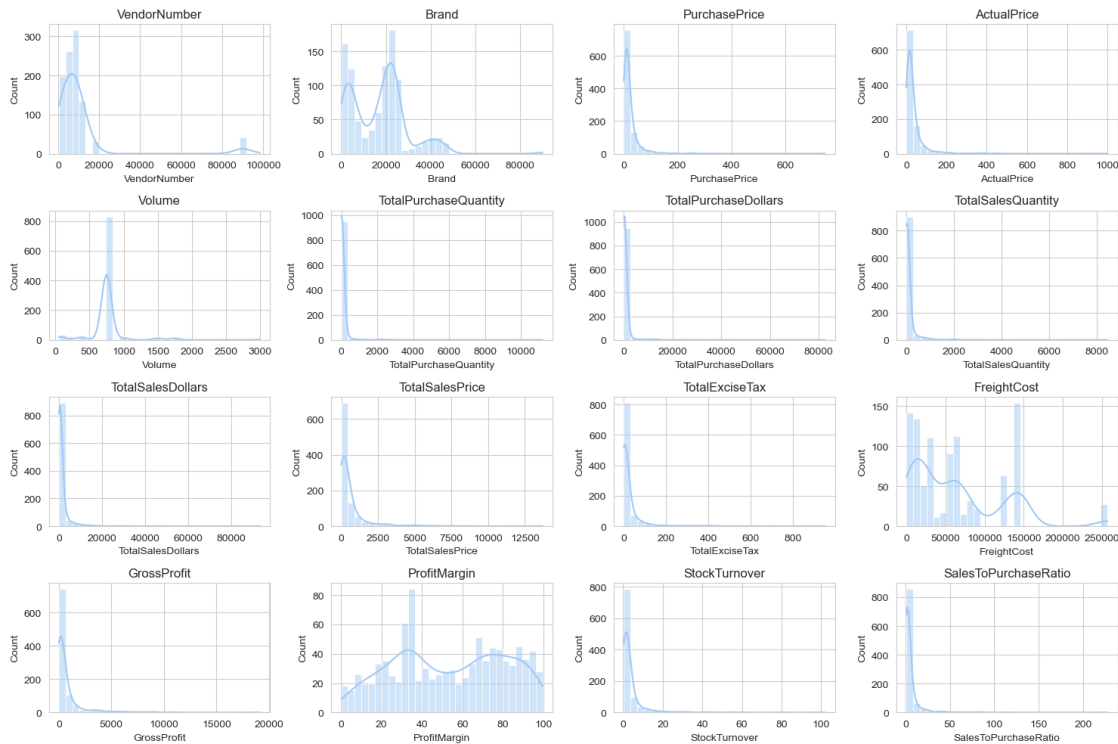 VendorNumber Brand PurchasePrice ActualPrice
Count 300 200 100 0
0 20000 40000 60000 80000 100000
VendorNumber
Count 150 100 50 0
0 20000 40000 60000 80000
Brand
Count 600 400 200 0
0 200 400 600
PurchasePrice
Count 600 400 200 0
0 200 400 600 800 1000
ActualPrice
Volume TotalPurchaseQuantity TotalPurchaseDollars TotalSalesQuantity
Count 800 600 400 200 0
0 500 1000 1500 2000 2500 3000
Volume
Count 1000 800 600 400 200 0
0 2000 4000 6000 8000 10000
TotalPurchaseQuantity
Count 1000 800 600 400 200 0
0 20000 40000 60000 80000
TotalPurchaseDollars
Count 800 600 400 200 0
0 2000 4000 6000 8000
TotalSalesQuantity
TotalSalesDollars TotalSalesPrice TotalExciseTax FreightCost
Count 800 600 400 200 0
0 20000 40000 60000 80000
TotalSalesDollars
Count 600 400 200 0
0 2500 5000 7500 10000 12500
TotalSalesPrice
Count 800 600 400 200 0
0 200 400 600 800
TotalExciseTax
Count 150 100 50 0
0 50000 100000 150000 200000 250000
FreightCost
GrossProfit ProfitMargin StockTurnover SalesToPurchaseRatio
Count 600 400 200 0
0 5000 10000 15000 20000
GrossProfit
Count 80 60 40 20 0
0 20 40 60 80 100
ProfitMargin
Count 800 600 400 200 0
0 20 40 60 80 100
StockTurnover
Count 800 600 400 200 0
0 50 100 150 200
SalesToPurchaseRatio